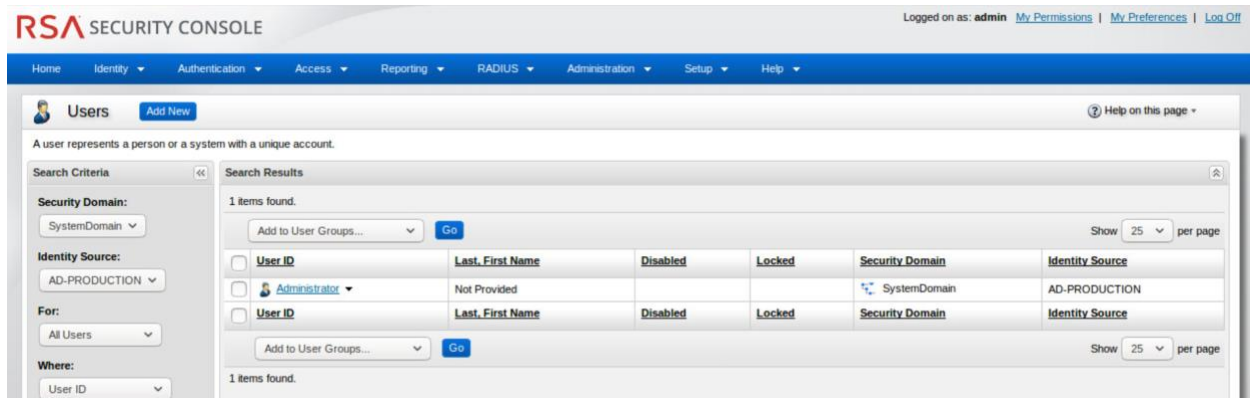 RSA SECURITY CONSOLE
Logged on as: admin My Permissions | My Preferences | Log Off
Home Identity Authentication Access Reporting RADIUS Administration Setup Help
Users Add New
? Help on this page
A user represents a person or a system with a unique account.
Search Criteria
Security Domain:
SystemDomain
Identity Source:
AD-PRODUCTION
For:
All Users
Where:
User ID
Search Results
1 items found.
Add to User Groups... Go Show 25 per page
User ID Last, First Name Disabled Locked Security Domain Identity Source
Administrator Not Provided SystemDomain AD-PRODUCTION
User ID Last, First Name Disabled Locked Security Domain Identity Source
Add to User Groups... Go Show 25 per page
1 items found.